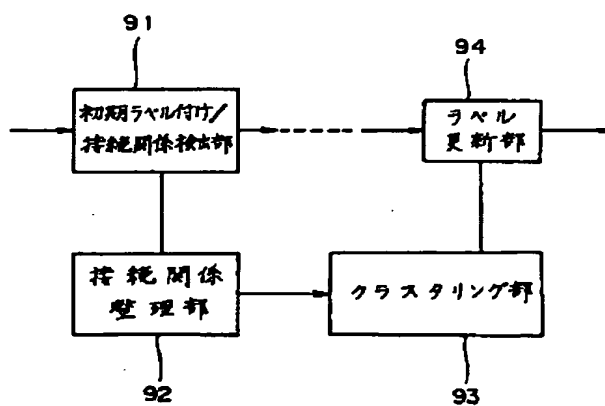 91
初期ラベル付け/
接続関係検出部
94
ラベル
更新部
接続関係
整理部
92
クラスタリング部
93